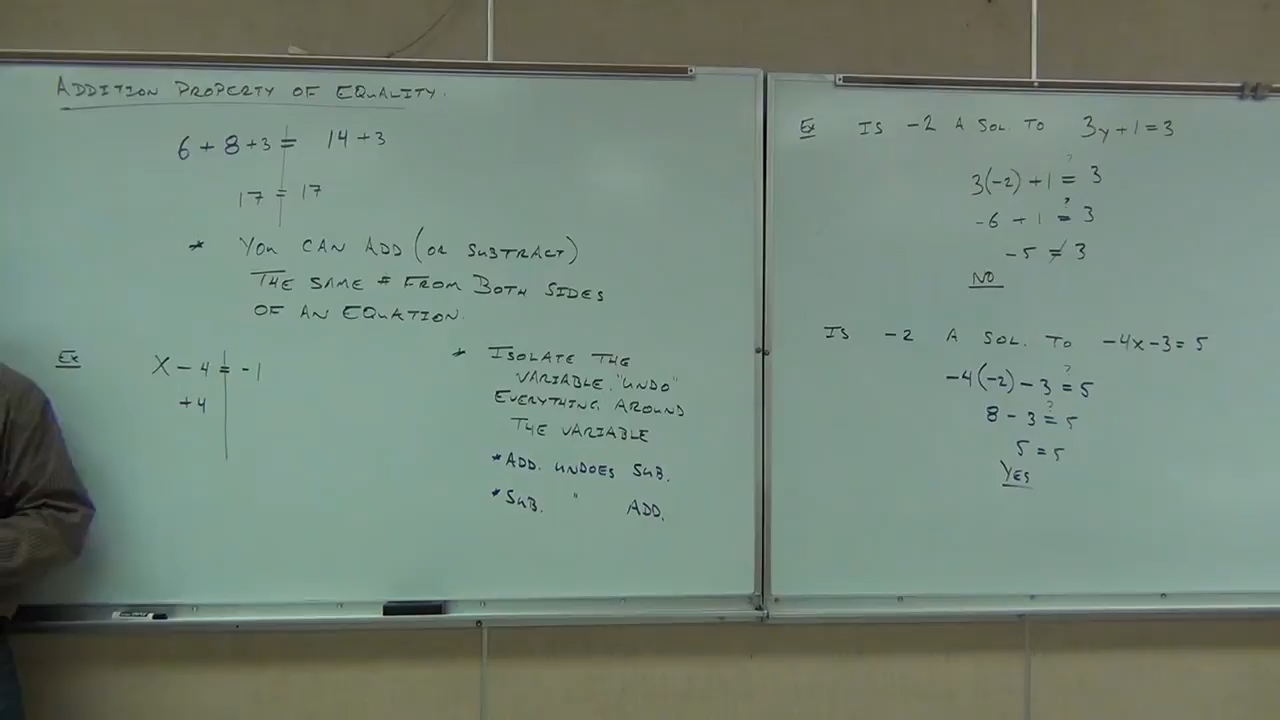 ADDITION PROPERTY OF EQUALITY.
6 + 8 + 3 = 14 + 3
17 = 17
* YOU CAN ADD (OR SUBTRACT)
THE SAME # FROM BOTH SIDES
OF AN EQUATION.
Ex X - 4 = -1
+4
* ISOLATE THE
VARIABLE. "UNDO"
EVERYTHING AROUND
THE VARIABLE
* ADD. UNDOES SUB.
* SUB. " ADD.
Ex IS -2 A SOL. TO 3y + 1 = 3
3(-2) + 1 ?= 3
-6 + 1 ?= 3
-5 ≠ 3
NO
IS -2 A SOL. TO -4x - 3 = 5
-4(-2) - 3 ?= 5
8 - 3 ?= 5
5 = 5
YES